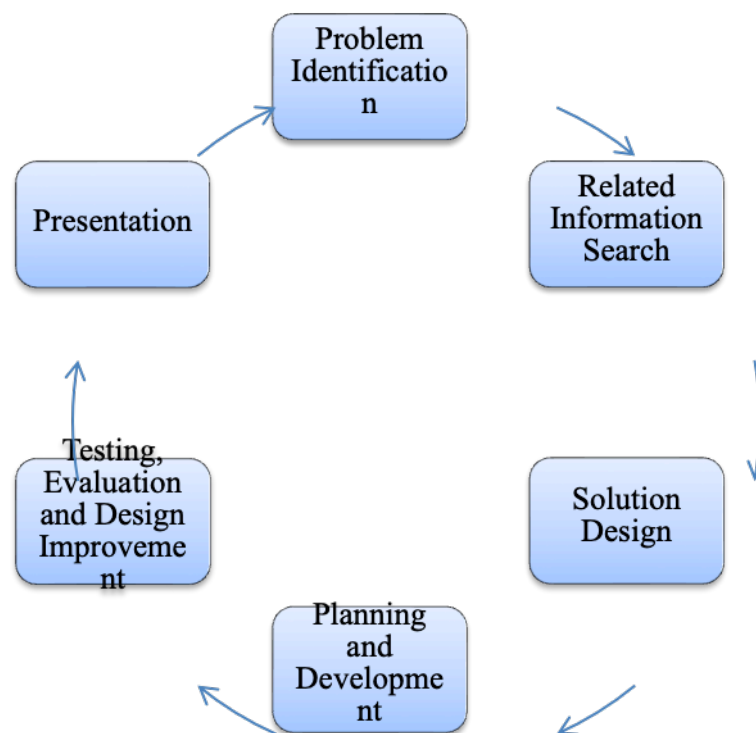 Problem
Identificatio
n
Related
Information
Search
Solution
Design
Planning
and
Developme
nt
Testing,
Evaluation
and Design
Improveme
nt
Presentation